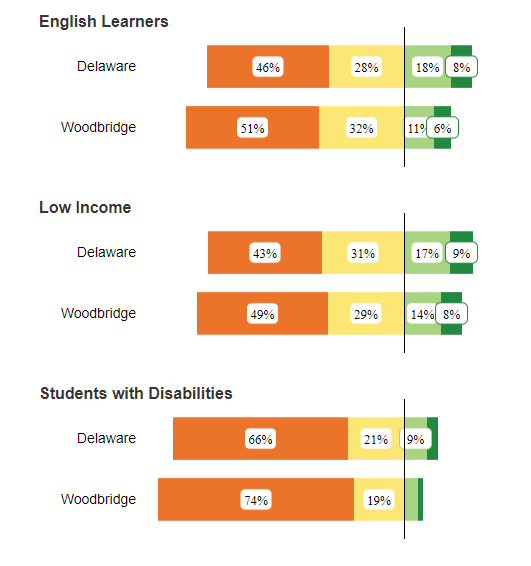 English Learners
Delaware 46% 28% 18% 8%
Woodbridge 51% 32% 11% 6%
Low Income
Delaware 43% 31% 17% 9%
Woodbridge 49% 29% 14% 8%
Students with Disabilities
Delaware 66% 21% 9%
Woodbridge 74% 19%